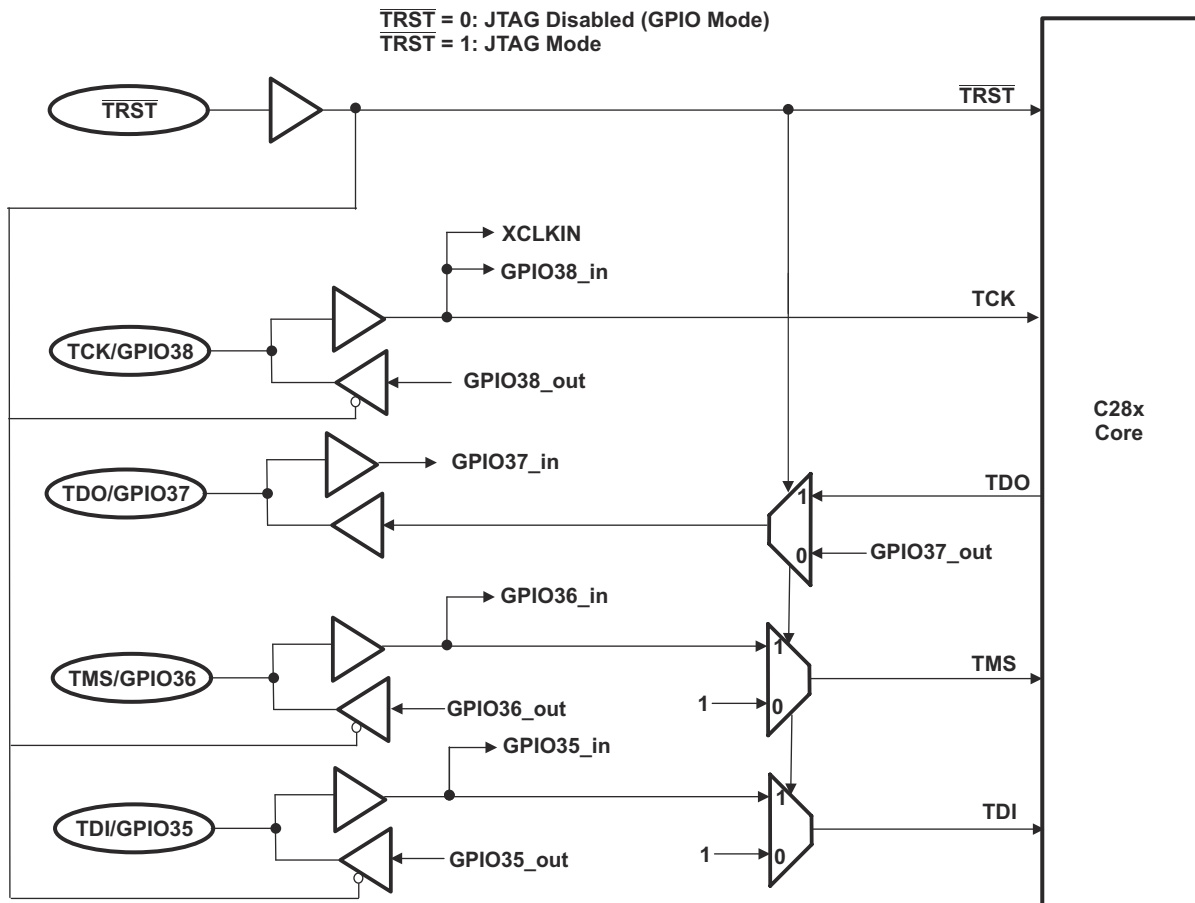 TRST = 0: JTAG Disabled (GPIO Mode)
TRST = 1: JTAG Mode
TRST
TRST
XCLKIN
GPIO38_in
TCK
TCK/GPIO38
GPIO38_out
C28x
Core
GPIO37_in
TDO/GPIO37
1
TDO
0
GPIO37_out
GPIO36_in
1
TMS/GPIO36
TMS
GPIO36_out
1
0
GPIO35_in
1
TDI/GPIO35
TDI
GPIO35_out
1
0